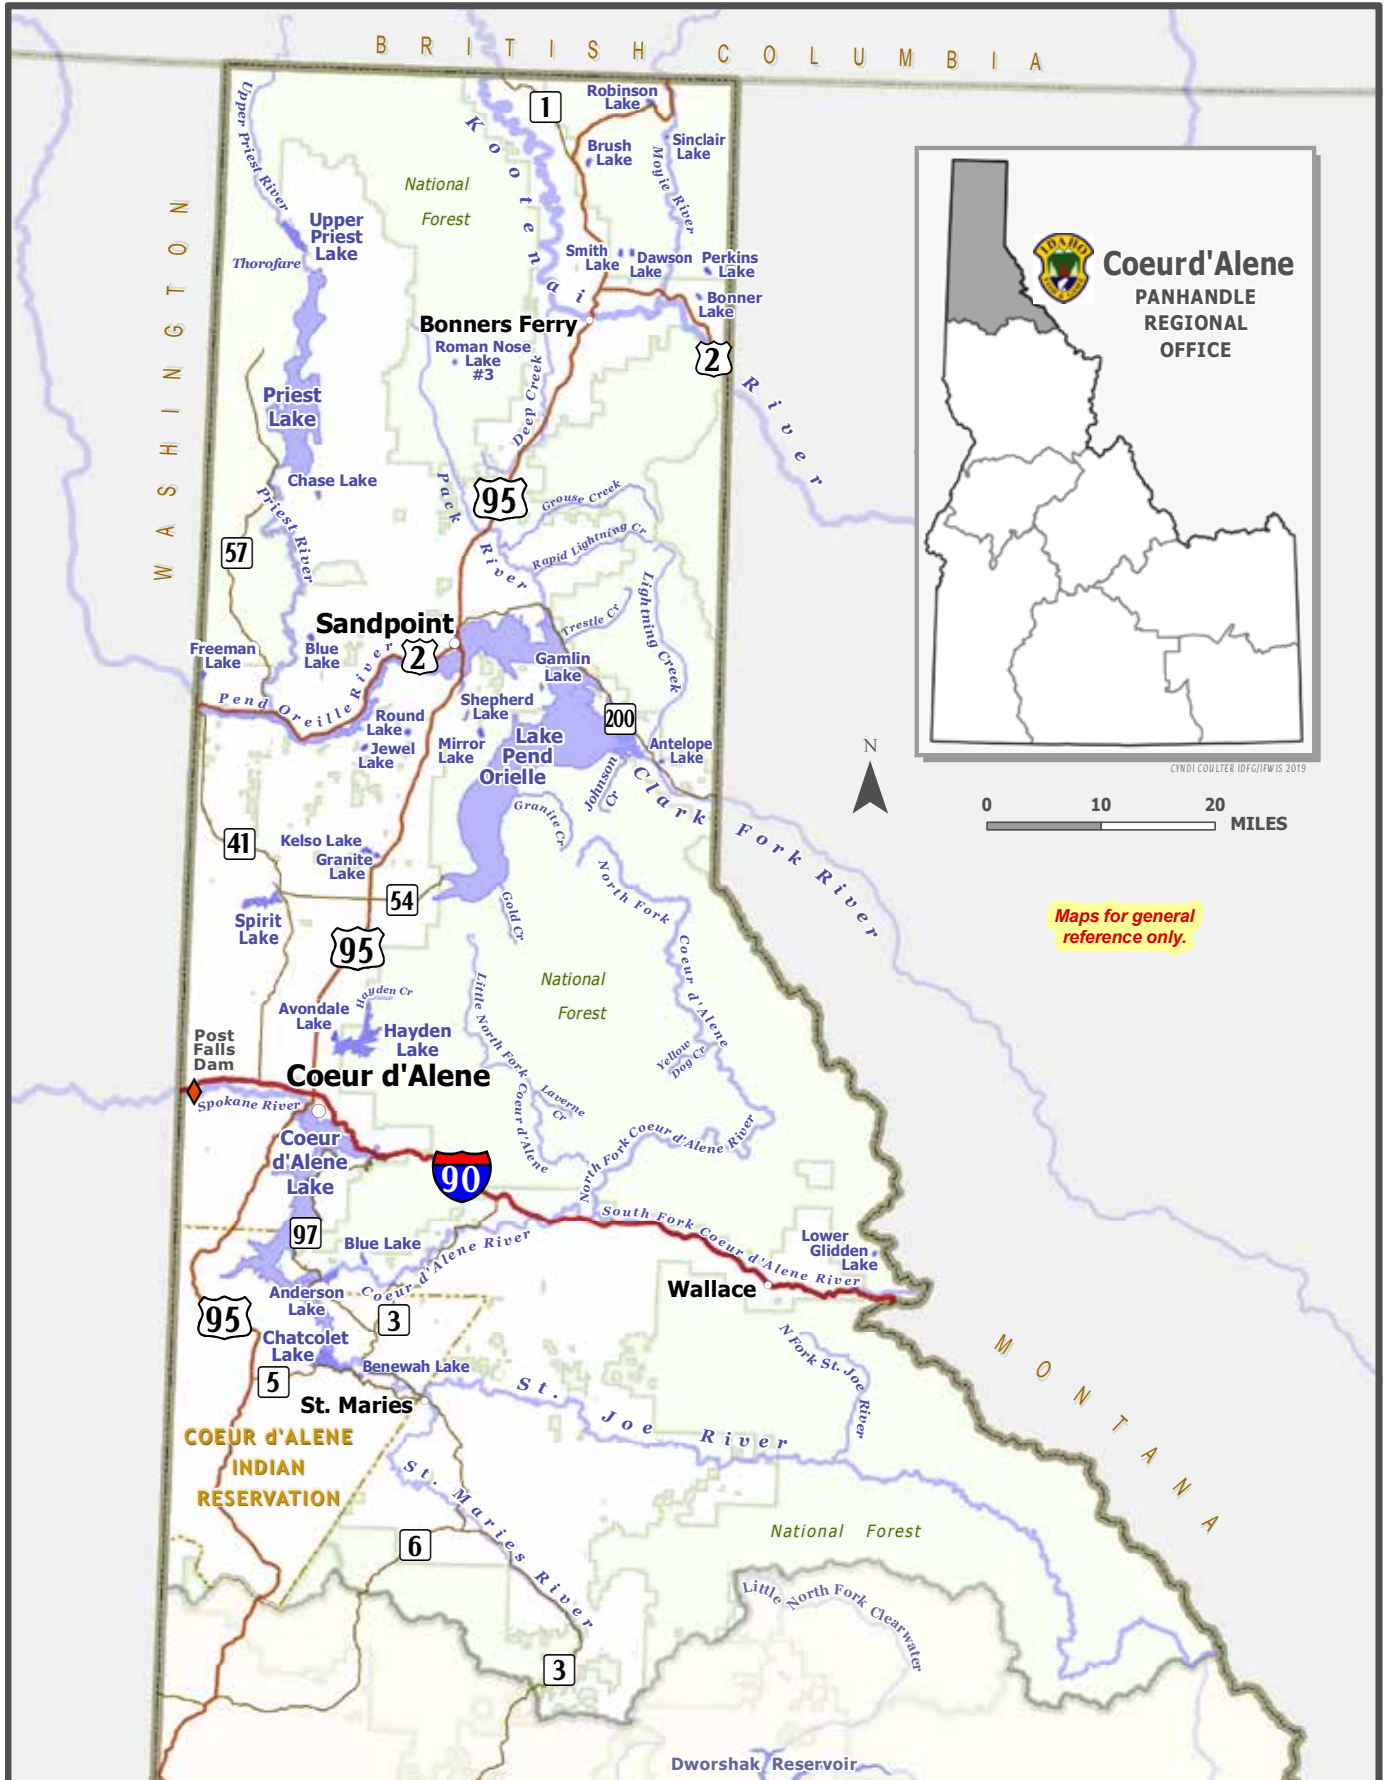 BRITISH COLUMBIA
WASHINGTON
MONTANA
Upper Priest River
1
Robinson
Lake
Kootenai
River
Brush
Lake
Sinclair
Lake
Moyie River
National
Forest
Upper
Priest
Lake
Thorofare
Smith
Lake
Dawson
Lake
Perkins
Lake
Bonner
Lake
Bonners Ferry
2
Roman Nose
Lake
#3
Deep Creek
Priest
Lake
Chase Lake
Pack
River
95
Grouse Creek
Priest River
57
Rapid Lightning Cr
Lightning Creek
Trestle Cr
Sandpoint
2
Freeman
Lake
Blue
Lake
Pend Oreille River
Gamlin
Lake
Shepherd
Lake
200
Round
Lake
Jewel
Lake
Mirror
Lake
Lake
Pend
Orielle
Antelope
Lake
Johnson
Cr
Clark Fork River
Granite Cr
41
Kelso Lake
Granite
Lake
54
North Fork
Coeur d'Alene
Spirit
Lake
Gold Cr
95
National
Forest
Hayden Cr
Avondale
Lake
Hayden
Lake
Little North Fork Coeur d'Alene
Post
Falls
Dam
Yellow
Dog Cr
Coeur d'Alene
Laverne
Cr
Spokane River
Coeur
d'Alene
Lake
90
North Fork Coeur d'Alene River
97
South Fork Coeur d'Alene River
Blue Lake
Coeur d'Alene River
Lower
Glidden
Lake
Wallace
Anderson
Lake
95
3
Chatcolet
Lake
N Fork St. Joe River
5
Benewah Lake
St. Maries
St. Joe River
COEUR d'ALENE
INDIAN
RESERVATION
St. Maries River
6
National Forest
Little North Fork Clearwater
3
Dworshak Reservoir
IDAHO
FISH & GAME
Coeurd'Alene
PANHANDLE
REGIONAL
OFFICE
CYNDI COULTER IDFG/IFWIS 2019
N
0 10 20
MILES
Maps for general
reference only.